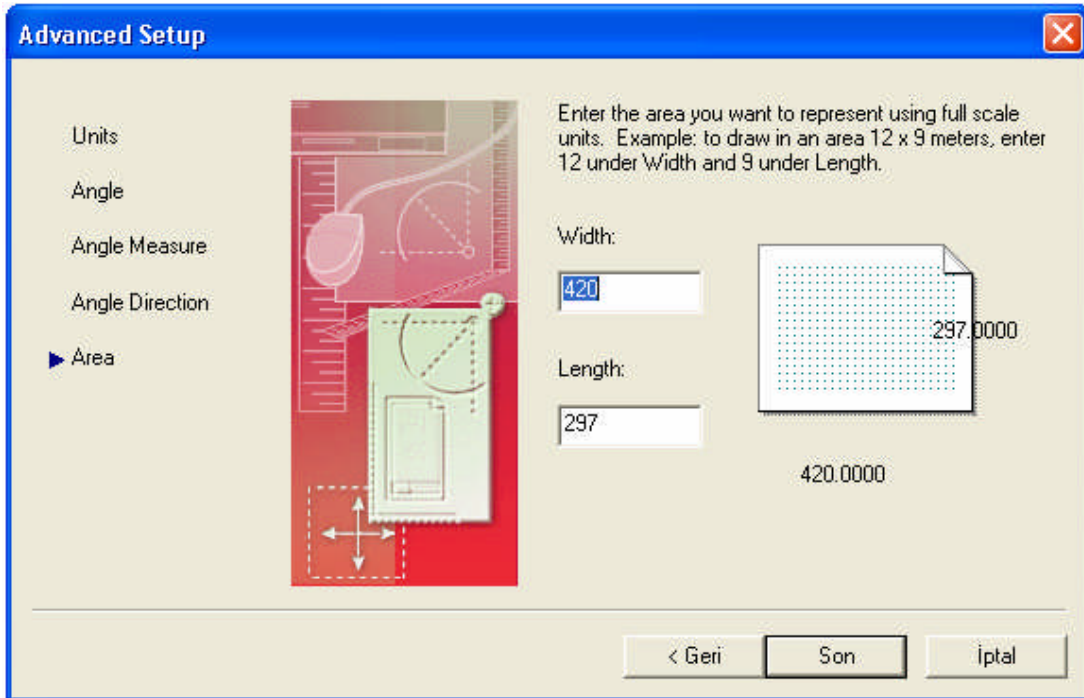 Advanced Setup
Units
Angle
Angle Measure
Angle Direction
Area
Enter the area you want to represent using full scale
units. Example: to draw in an area 12 x 9 meters, enter
12 under Width and 9 under Length.
Width:
420
Length:
297
297.0000
420.0000
< Geri
Son
İptal